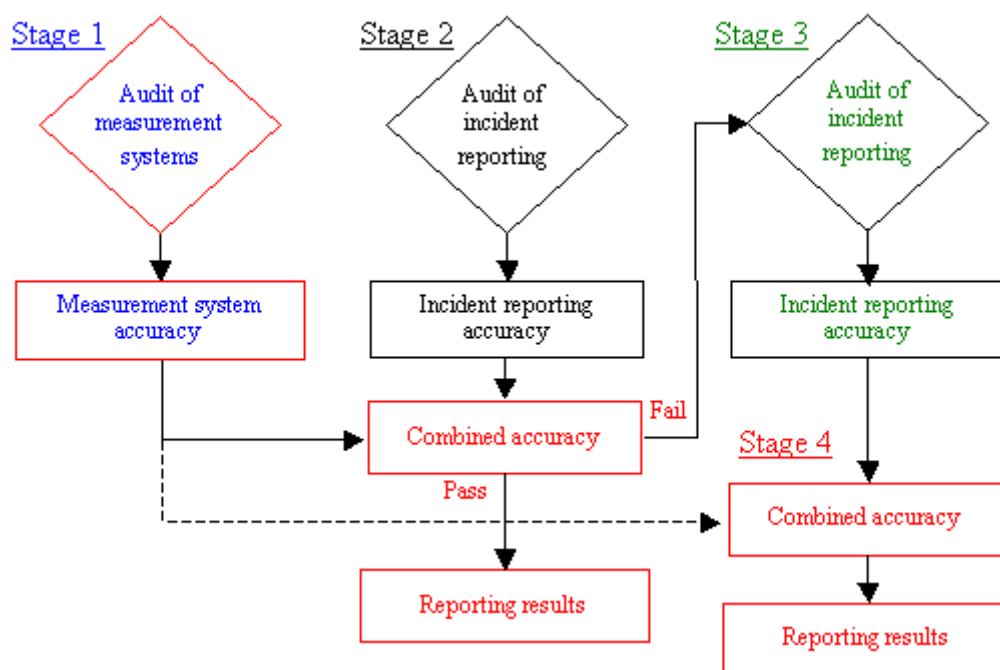 Stage 1
Audit of
measurement
systems
Measurement system
accuracy
Stage 2
Audit of
incident
reporting
Incident reporting
accuracy
Combined accuracy
Fail
Pass
Reporting results
Stage 3
Audit of
incident
reporting
Incident reporting
accuracy
Stage 4
Combined accuracy
Reporting results